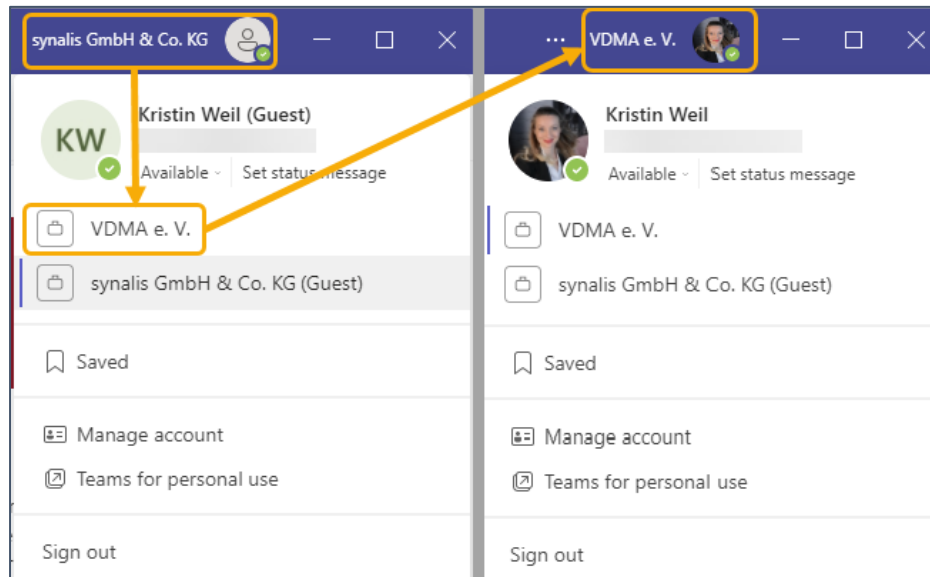 synalis GmbH & Co. KG
KW
Kristin Weil (Guest)
Available
Set status message
VDMA e. V.
synalis GmbH & Co. KG (Guest)
Saved
Manage account
Teams for personal use
Sign out
... VDMA e. V.
Kristin Weil
Available
Set status message
VDMA e. V.
synalis GmbH & Co. KG (Guest)
Saved
Manage account
Teams for personal use
Sign out